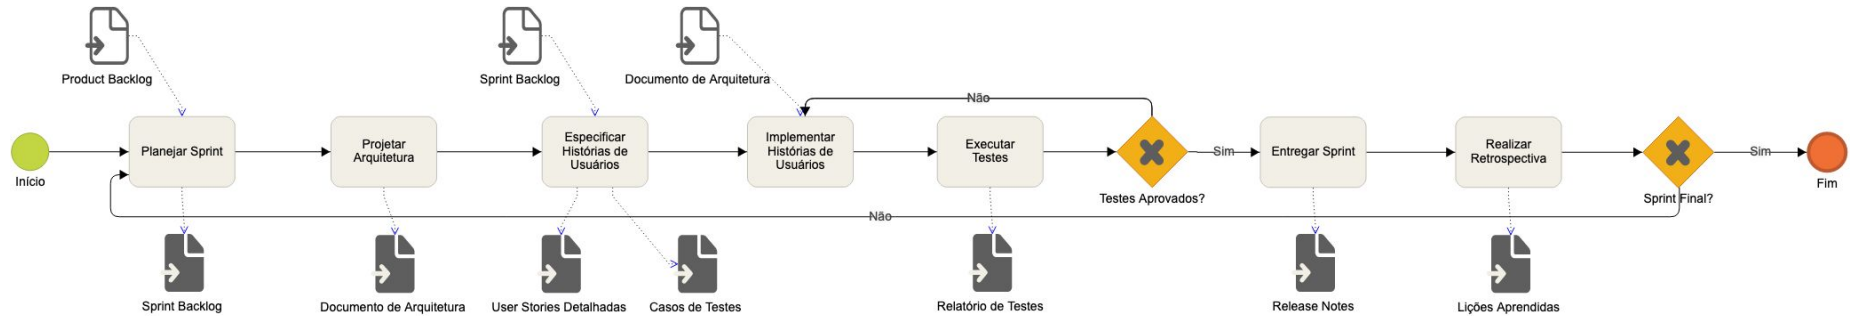 Product Backlog
Sprint Backlog
Documento de Arquitetura
Não
Início
Planejar Sprint
Projetar
Arquitetura
Especificar
Histórias de
Usuários
Implementar
Histórias de
Usuários
Executar
Testes
Testes Aprovados?
Sim
Entregar Sprint
Realizar
Retrospectiva
Sprint Final?
Sim
Fim
Não
Sprint Backlog
Documento de Arquitetura
User Stories Detalhadas
Casos de Testes
Relatório de Testes
Release Notes
Lições Aprendidas